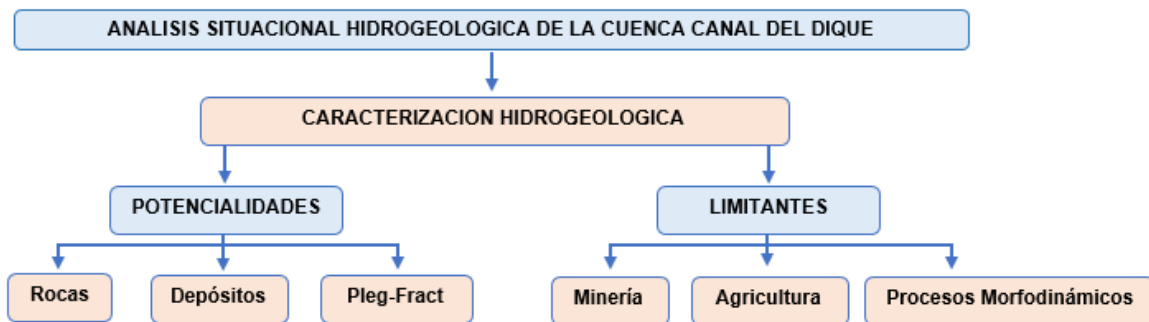 ANALISIS SITUACIONAL HIDROGEOLOGICA DE LA CUENCA CANAL DEL DIQUE
CARACTERIZACION HIDROGEOLOGICA
POTENCIALIDADES
LIMITANTES
Rocas
Depósitos
Pleg-Fract
Minería
Agricultura
Procesos Morfodinámicos